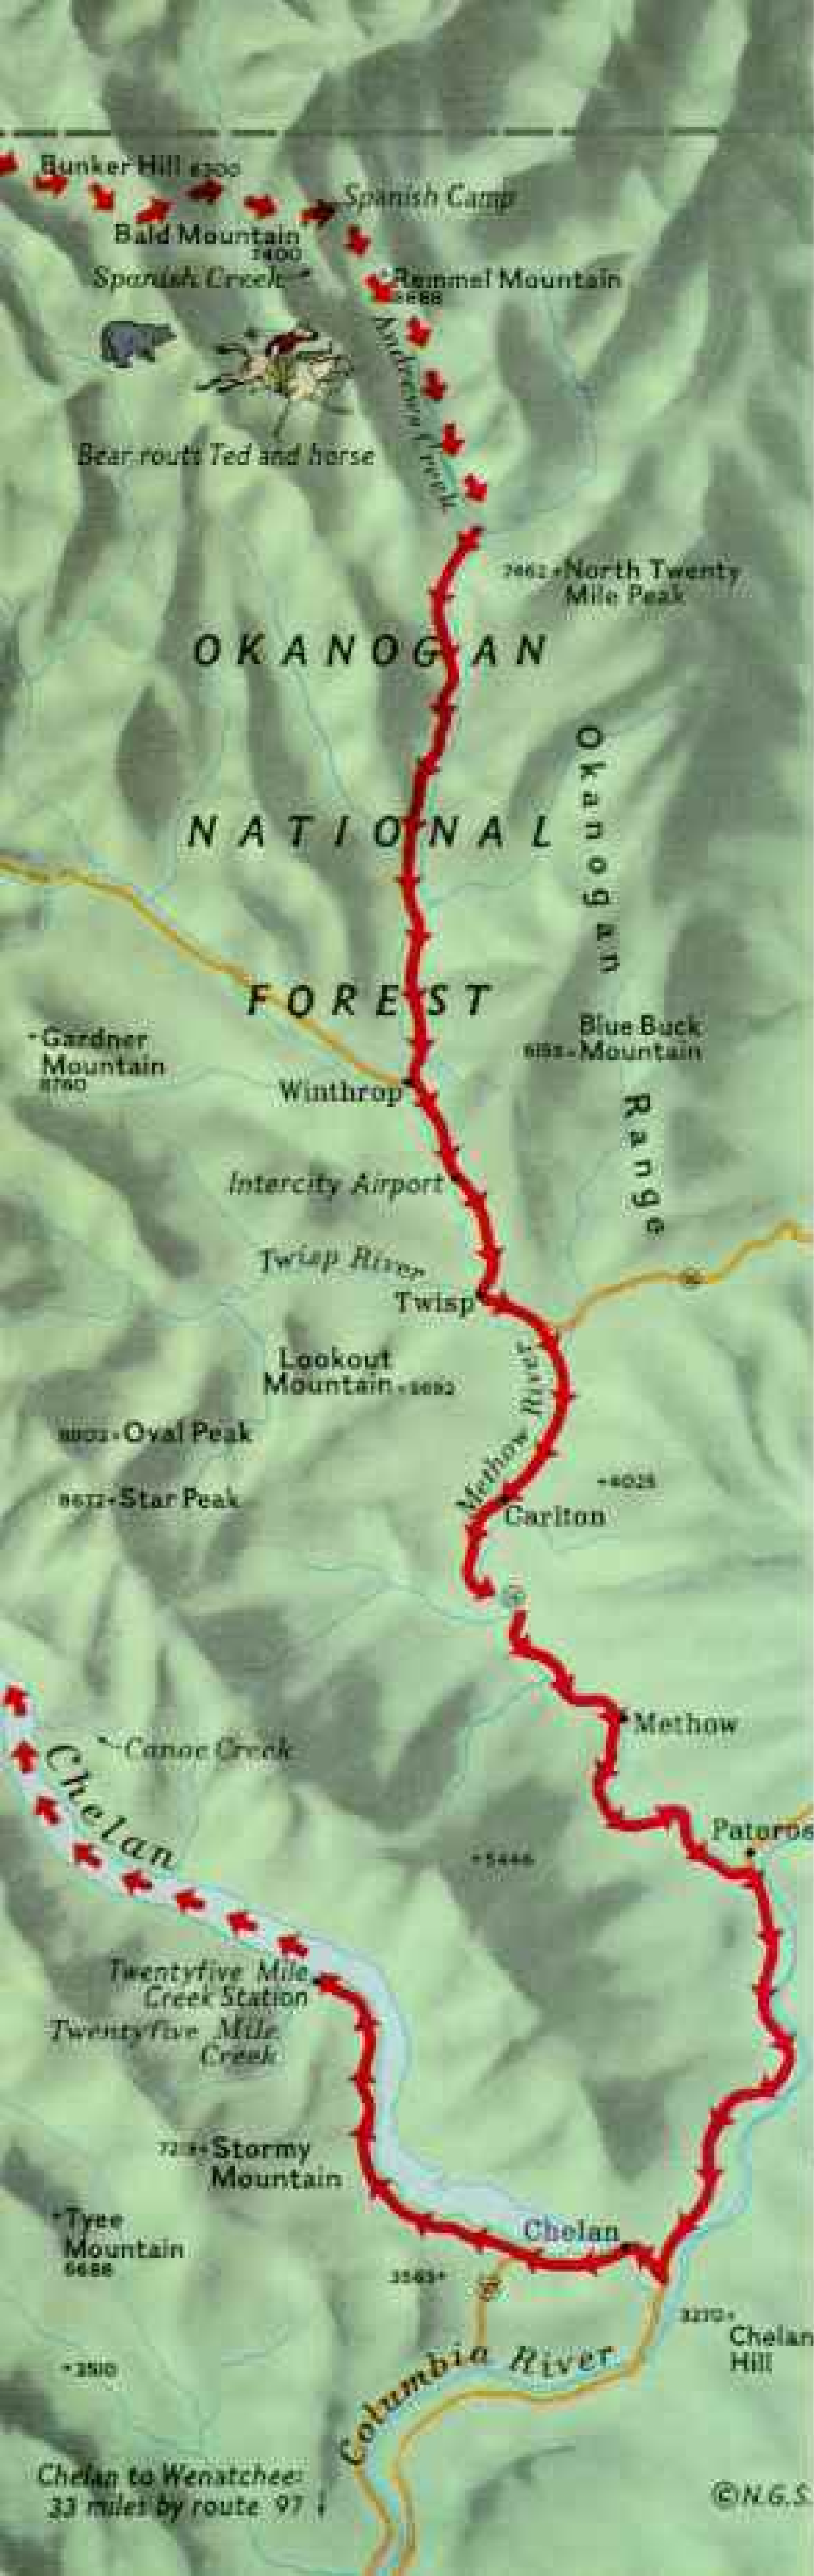 Bunker Hill
Spanish Camp
Bald Mountain
7400
Spanish Creek
Remmel Mountain
8688
Andrews Creek
Bear routs Ted and horse
7462 North Twenty
Mile Peak
OKANOGAN
NATIONAL
FOREST
Okanogan Range
Gardner
Mountain
8760
Blue Buck
Mountain
Winthrop
Intercity Airport
Twisp River
Twisp
Lookout
Mountain
Methow River
Oval Peak
Star Peak
4025
Carlton
Methow
Canoe Creek
Chelan
Pateros
5446
Twentyfive Mile
Creek Station
Twentyfive Mile
Creek
Stormy
Mountain
Chelan
Tyee
Mountain
6688
3565
3270
Chelan
Hill
Columbia River
3510
Chelan to Wenatchee:
33 miles by route 97
©N.G.S.